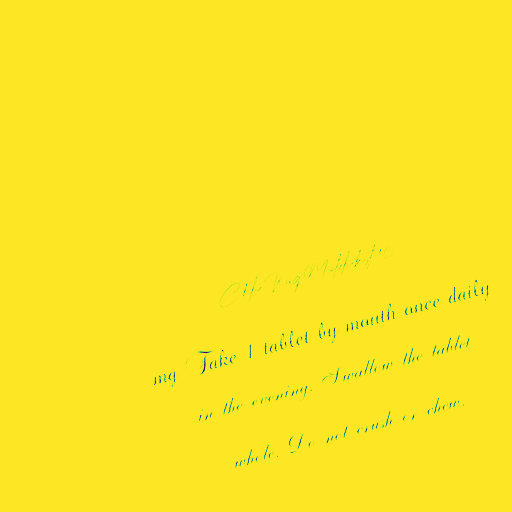 mg Take 1 tablet by mouth once daily
in the evening. Swallow the tablet
whole. Do not crush or chew.